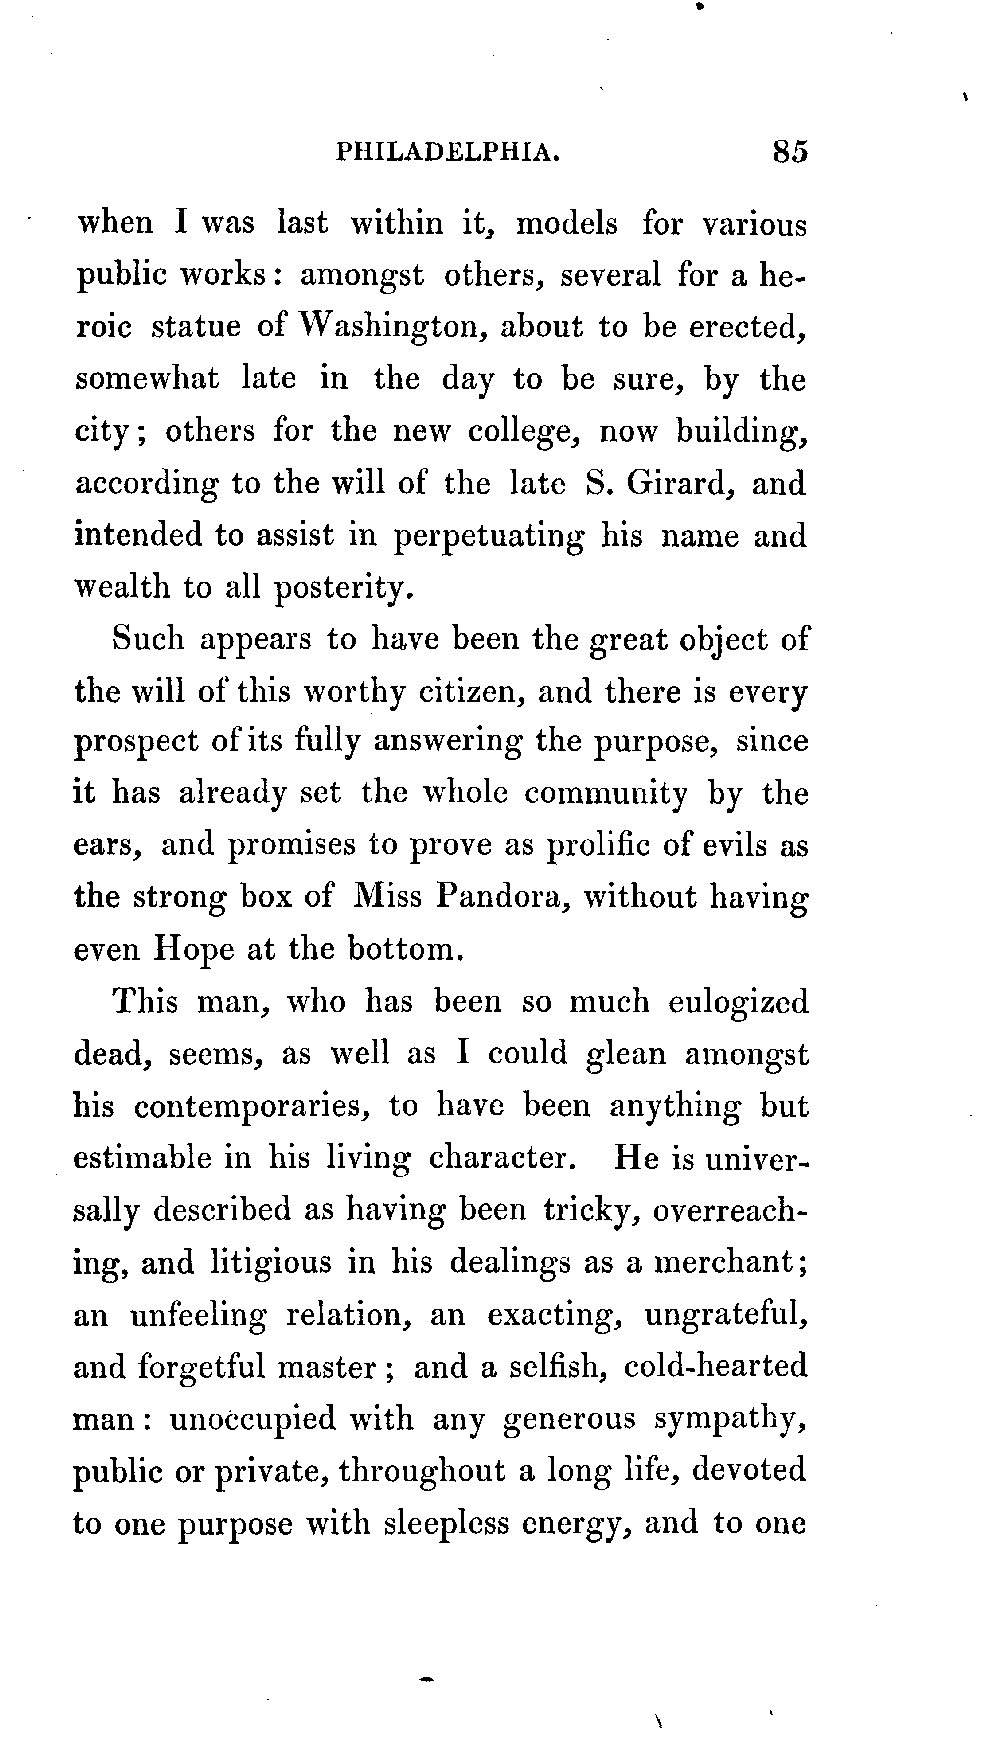 PHILADELPHIA. 85
when I was last within it, models for various
public works: amongst others, several for a he-
roic statue of Washington, about to be erected,
somewhat late in the day to be sure, by the
city; others for the new college, now building,
according to the will of the late S. Girard, and
intended to assist in perpetuating his name and
wealth to all posterity.
Such appears to have been the great object of
the will of this worthy citizen, and there is every
prospect of its fully answering the purpose, since
it has already set the whole community by the
ears, and promises to prove as prolific of evils as
the strong box of Miss Pandora, without having
even Hope at the bottom.
This man, who has been so much eulogized
dead, seems, as well as I could glean amongst
his contemporaries, to have been anything but
estimable in his living character. He is univer-
sally described as having been tricky, overreach-
ing, and litigious in his dealings as a merchant;
an unfeeling relation, an exacting, ungrateful,
and forgetful master; and a selfish, cold-hearted
man: unoccupied with any generous sympathy,
public or private, throughout a long life, devoted
to one purpose with sleepless energy, and to one